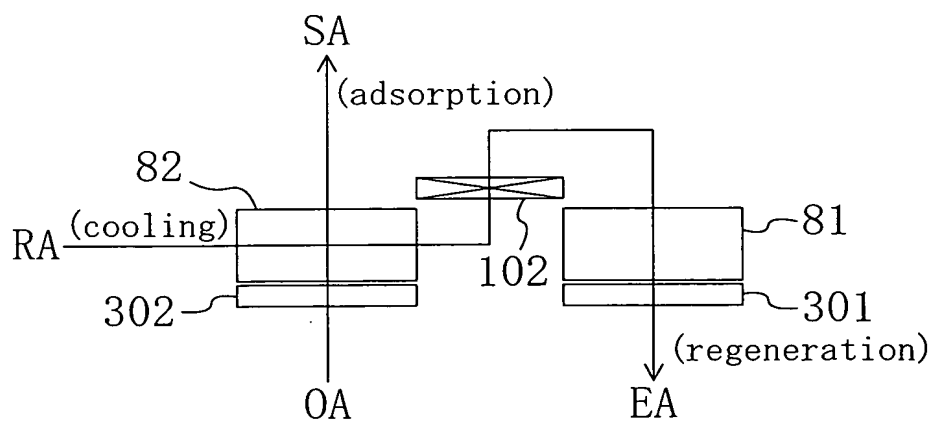 SA
(adsorption)
82
RA
(cooling)
102
81
302
301
(regeneration)
OA
EA